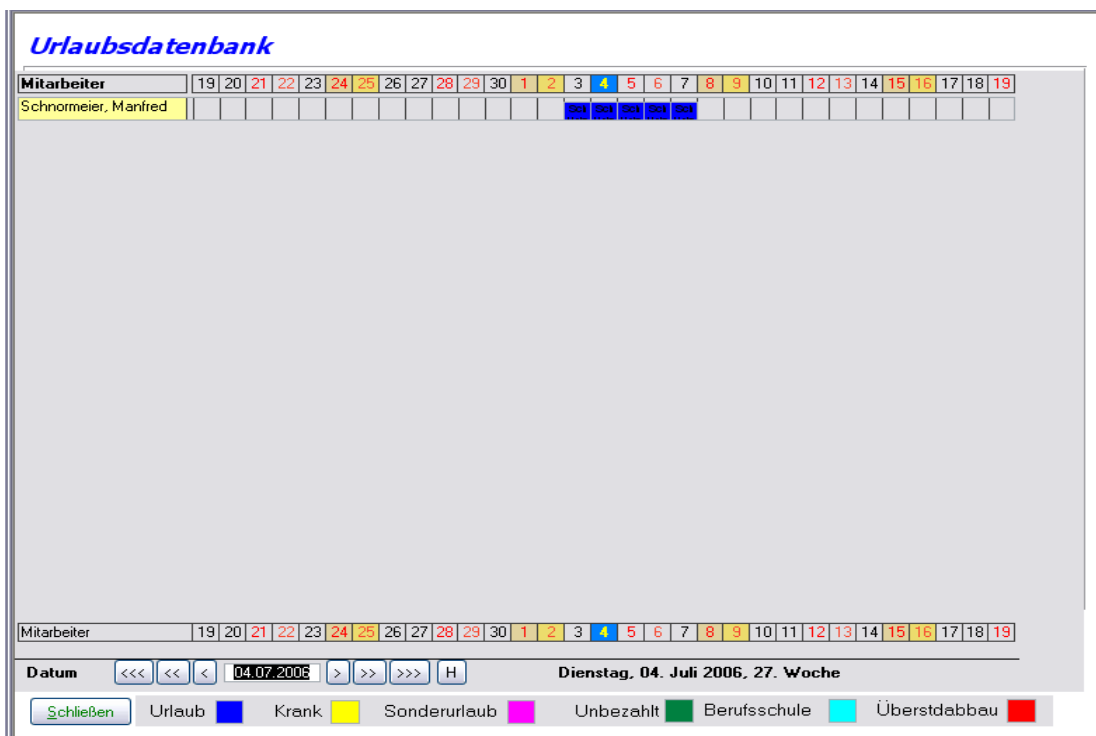 Urlaubsdatenbank
Mitarbeiter 19 20 21 22 23 24 25 26 27 28 29 30 1 2 3 4 5 6 7 8 9 10 11 12 13 14 15 16 17 18 19
Schnormeier, Manfred
Mitarbeiter 19 20 21 22 23 24 25 26 27 28 29 30 1 2 3 4 5 6 7 8 9 10 11 12 13 14 15 16 17 18 19
Datum <<< << < 04.07.2006 > >> >>> H Dienstag, 04. Juli 2006, 27. Woche
Schließen Urlaub Krank Sonderurlaub Unbezahlt Berufsschule Überstdabbau